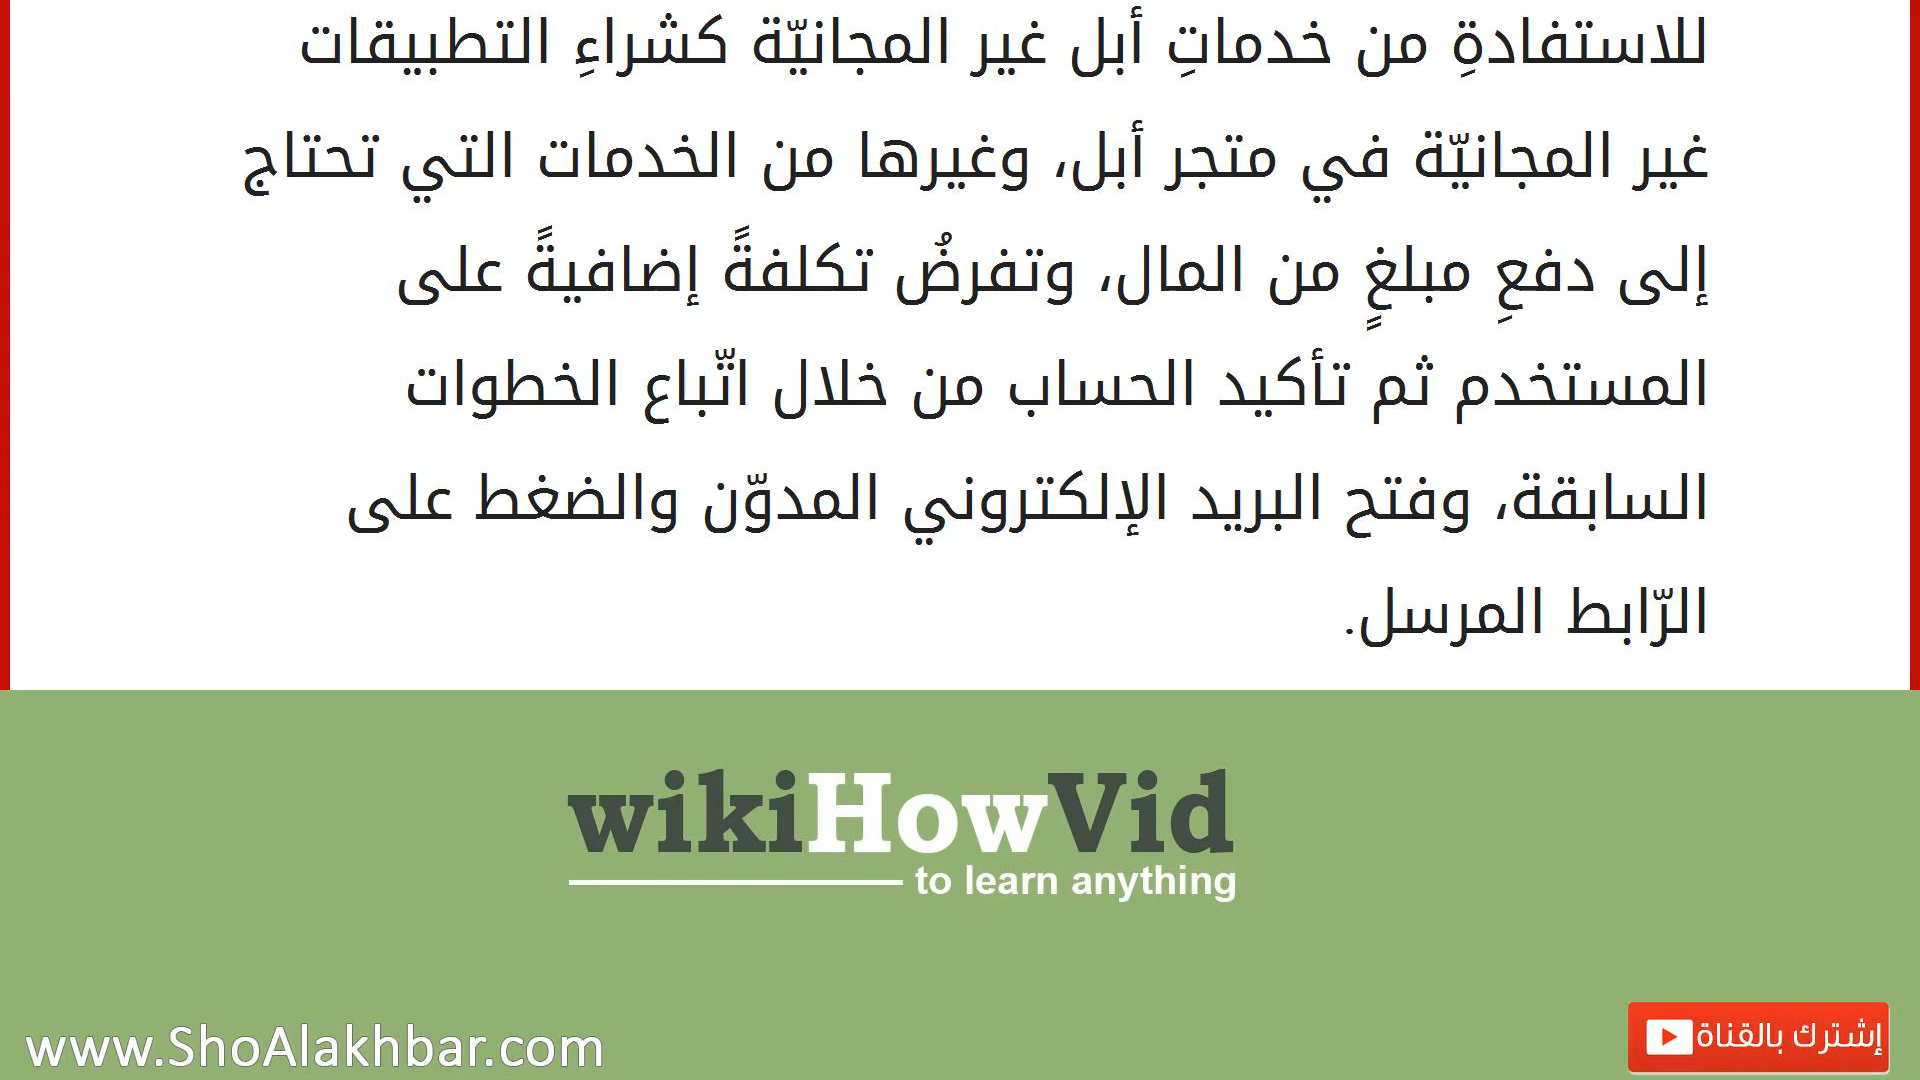 للاستفادةِ من خدماتِ أبل غير المجانيّة كشراءِ التطبيقات
غير المجانيّة في متجر أبل، وغيرها من الخدمات التي تحتاج
إلى دفعِ مبلغٍ من المال، وتفرضُ تكلفةً إضافيةً على
المستخدم ثم تأكيد الحساب من خلال اتّباع الخطوات
السابقة، وفتح البريد الإلكتروني المدوّن والضغط على
الرّابط المرسل.
wikiHowVid
to learn anything
www.ShoAlakhbar.com
إشترك بالقناة